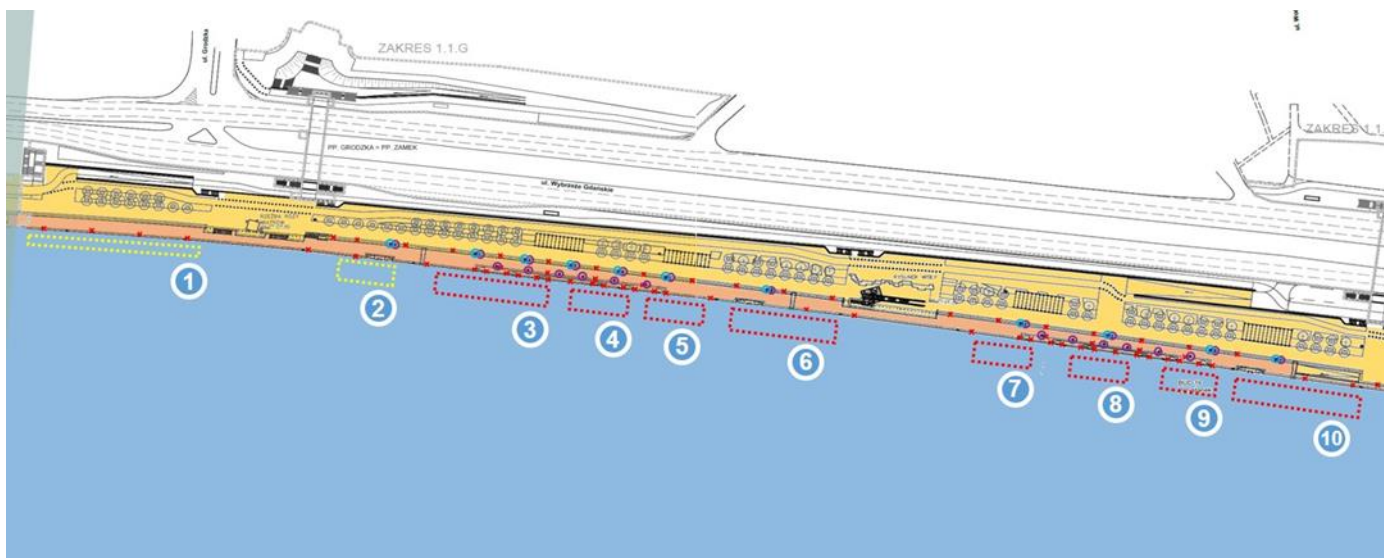 ul. Grodzka
ZAKRES 1.1.G
PP. GRODZKA = PP. ZAMEK
ul. Wybrzeże Gdańskie
ZAKRES 1.1.
1
2
3
4
5
6
7
8
9
10